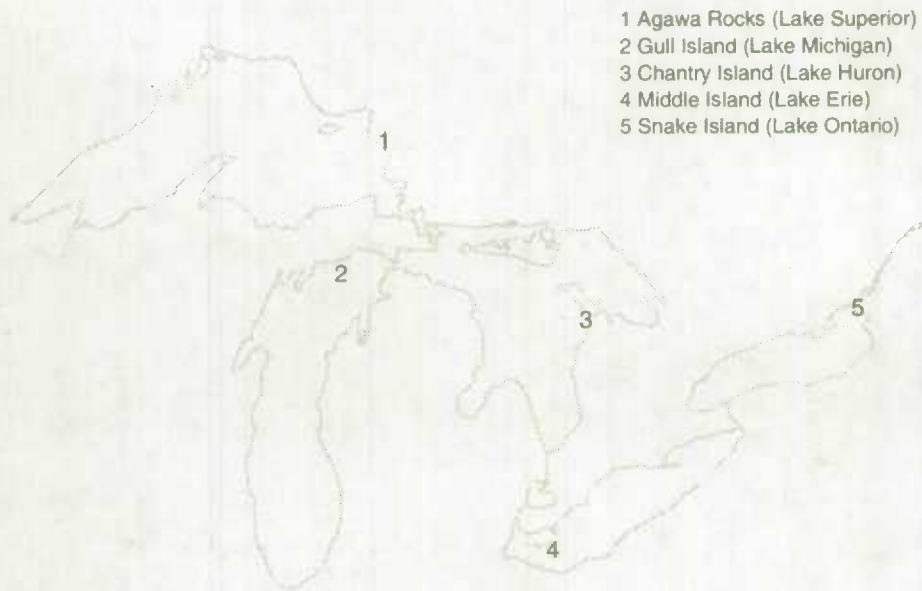 1 Agawa Rocks (Lake Superior)
2 Gull Island (Lake Michigan)
3 Chantry Island (Lake Huron)
4 Middle Island (Lake Erie)
5 Snake Island (Lake Ontario)
1
2
3
5
4